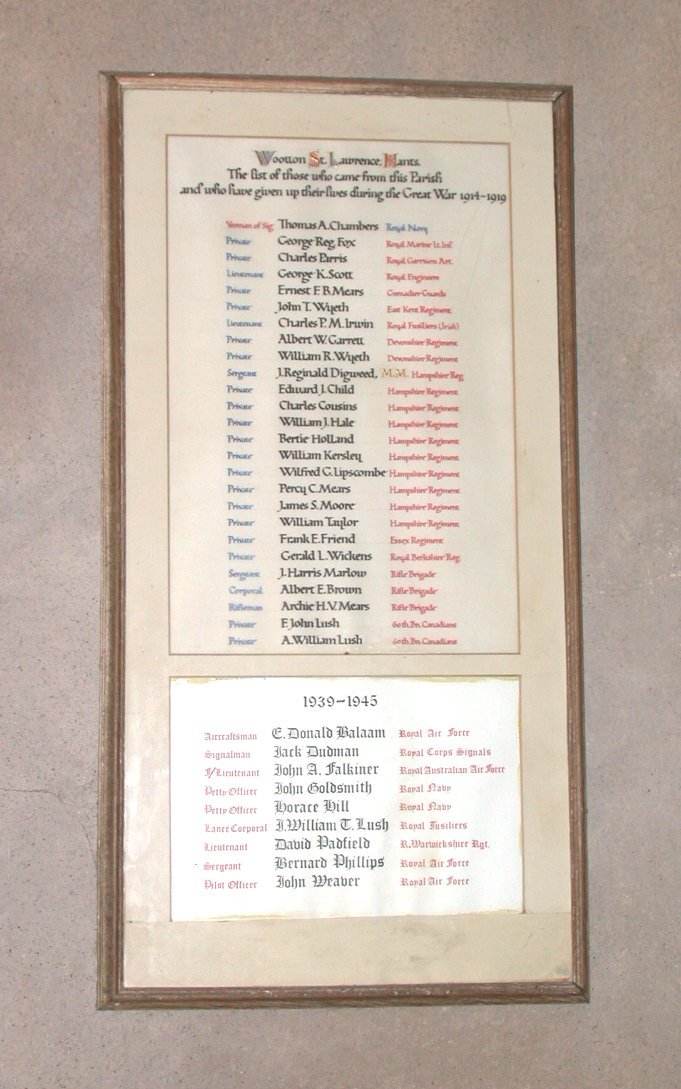 Wootton St. Lawrence, Hants.
The list of those who came from this Parish
and who have given up their lives during the Great War 1914–1919
Yeoman of Sig. Thomas A. Chambers Royal Navy
Private George Reg. Fox Royal Marine Lt. Inf.
Private Charles Parris Royal Garrison Art.
Lieutenant George K. Scott Royal Engineers
Private Ernest F. B. Mears Grenadier Guards
Private John T. Wyeth East Kent Regiment
Lieutenant Charles P. M. Irwin Royal Fusiliers (Irish)
Private Albert W. Garrett Devonshire Regiment
Private William R. Wyeth Devonshire Regiment
Sergeant J. Reginald Digweed, M.M. Hampshire Reg
Private Edward J. Child Hampshire Regiment
Private Charles Cousins Hampshire Regiment
Private William J. Hale Hampshire Regiment
Private Bertie Holland Hampshire Regiment
Private William Kersley Hampshire Regiment
Private Wilfred G. Lipscombe Hampshire Regiment
Private Percy C. Mears Hampshire Regiment
Private James S. Moore Hampshire Regiment
Private William Taylor Hampshire Regiment
Private Frank E. Friend Essex Regiment
Private Gerald L. Wickens Royal Berkshire Reg.
Sergeant J. Harris Marlow Rifle Brigade
Corporal Albert E. Brown Rifle Brigade
Rifleman Archie H. V. Mears Rifle Brigade
Private F. John Lush 60th. Bn. Canadians
Private A. William Lush 60th. Bn. Canadians
1939–1945
Aircraftsman E. Donald Balaam Royal Air Force
Signalman Jack Dudman Royal Corps Signals
F/Lieutenant John A. Falkiner Royal Australian Air Force
Petty Officer John Goldsmith Royal Navy
Petty Officer Horace Hill Royal Navy
Lance Corporal J. William T. Lush Royal Fusiliers
Lieutenant David Padfield R. Warwickshire Rgt.
Sergeant Bernard Phillips Royal Air Force
Pilot Officer John Weaver Royal Air Force